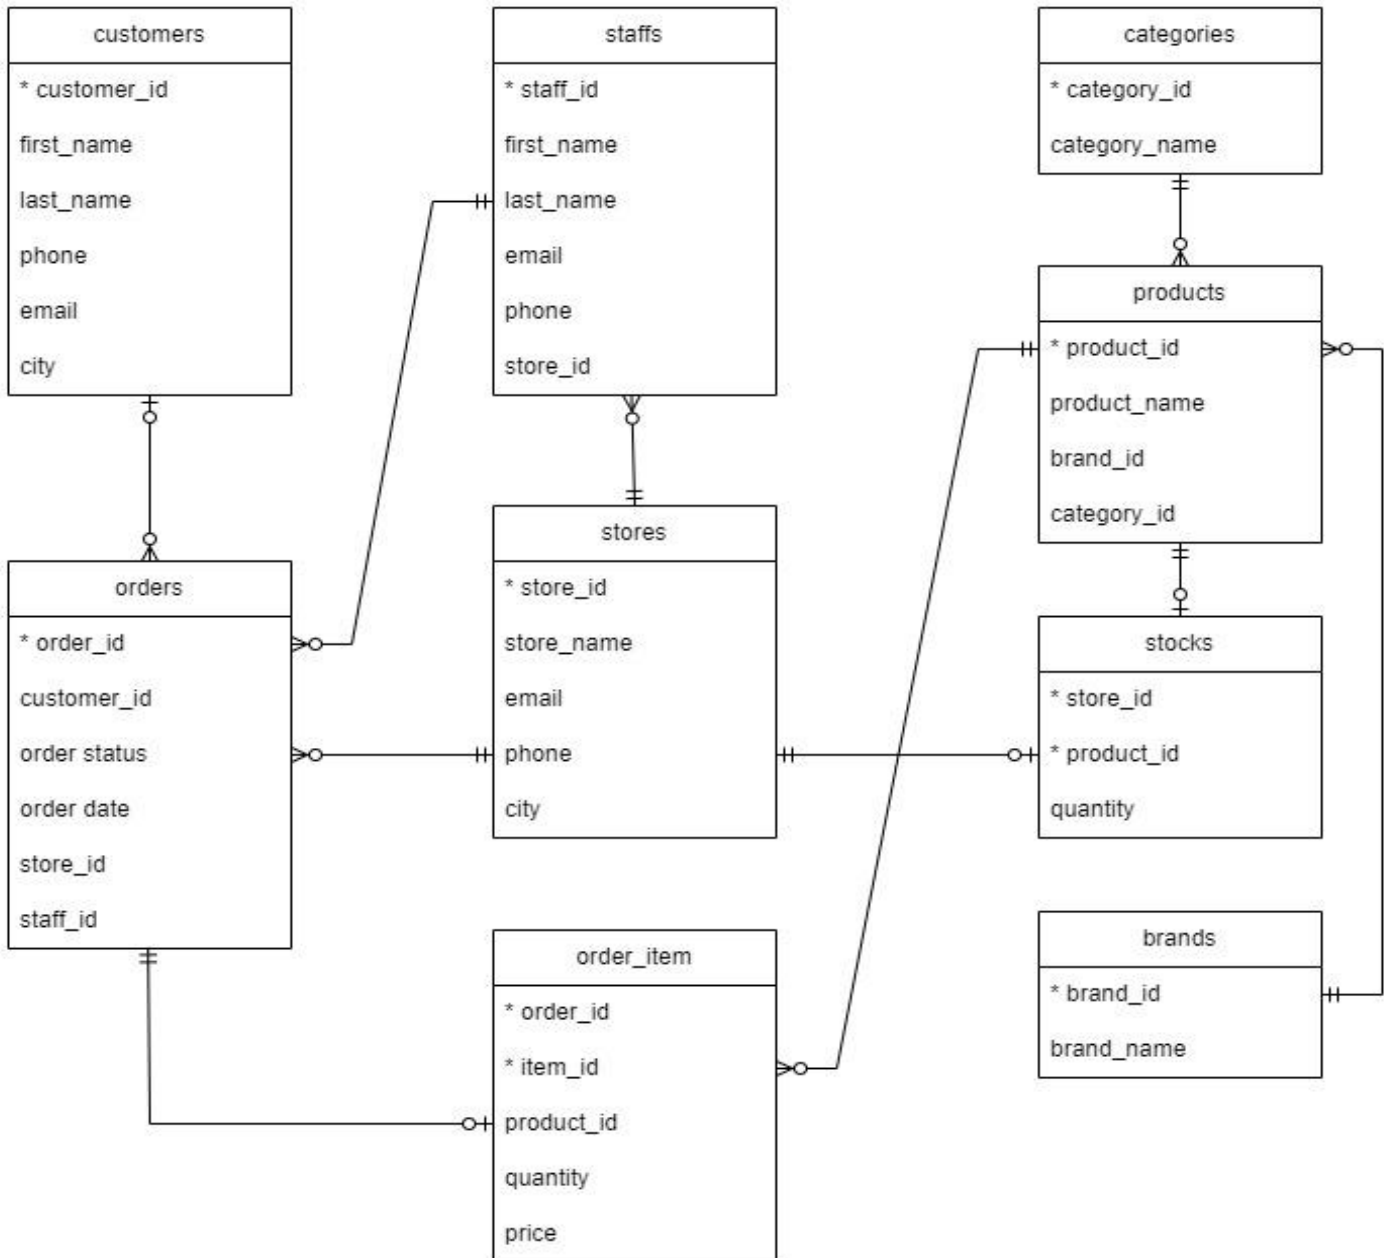 customers
* customer_id
first_name
last_name
phone
email
city
staffs
* staff_id
first_name
last_name
email
phone
store_id
categories
* category_id
category_name
products
* product_id
product_name
brand_id
category_id
orders
* order_id
customer_id
order status
order date
store_id
staff_id
stores
* store_id
store_name
email
phone
city
stocks
* store_id
* product_id
quantity
order_item
* order_id
* item_id
product_id
quantity
price
brands
* brand_id
brand_name